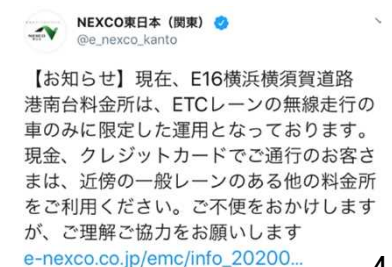 NEXCO東日本（関東）
@e_nexco_kanto
【お知らせ】現在、E16横浜横須賀道路
港南台料金所は、ETCレーンの無線走行の
車のみに限定した運用となっております。
現金、クレジットカードでご通行のお客さ
まは、近傍の一般レーンのある他の料金所
をご利用ください。ご不便をおかけします
が、ご理解ご協力をお願いします
e-nexco.co.jp/emc/info_20200...
4